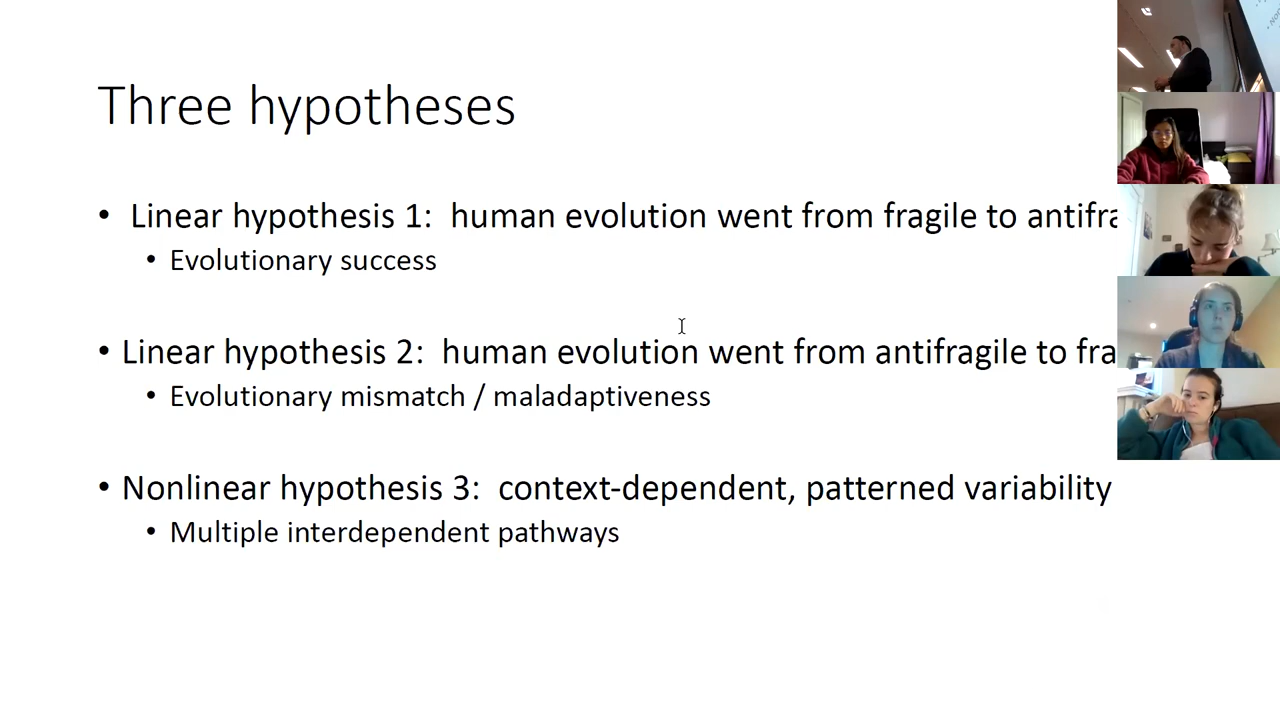 Three hypotheses
• Linear hypothesis 1: human evolution went from fragile to antifra
• Evolutionary success
• Linear hypothesis 2: human evolution went from antifragile to fra
• Evolutionary mismatch / maladaptiveness
• Nonlinear hypothesis 3: context-dependent, patterned variability
• Multiple interdependent pathways